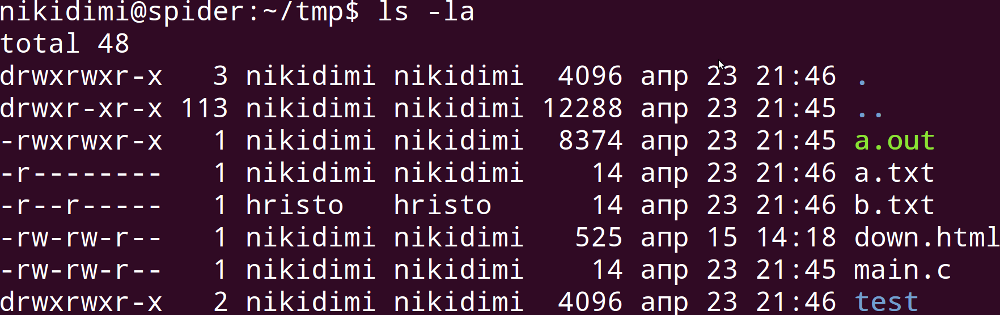 nikidimi@spider:~/tmp$ ls -la
total 48
drwxrwxr-x   3 nikidimi nikidimi  4096 апр 23 21:46 .
drwxr-xr-x 113 nikidimi nikidimi 12288 апр 23 21:45 ..
-rwxrwxr-x   1 nikidimi nikidimi  8374 апр 23 21:45 a.out
-r--------   1 nikidimi nikidimi    14 апр 23 21:46 a.txt
-r--r-----   1 hristo   hristo      14 апр 23 21:46 b.txt
-rw-rw-r--   1 nikidimi nikidimi   525 апр 15 14:18 down.html
-rw-rw-r--   1 nikidimi nikidimi    14 апр 23 21:45 main.c
drwxrwxr-x   2 nikidimi nikidimi  4096 апр 23 21:46 test